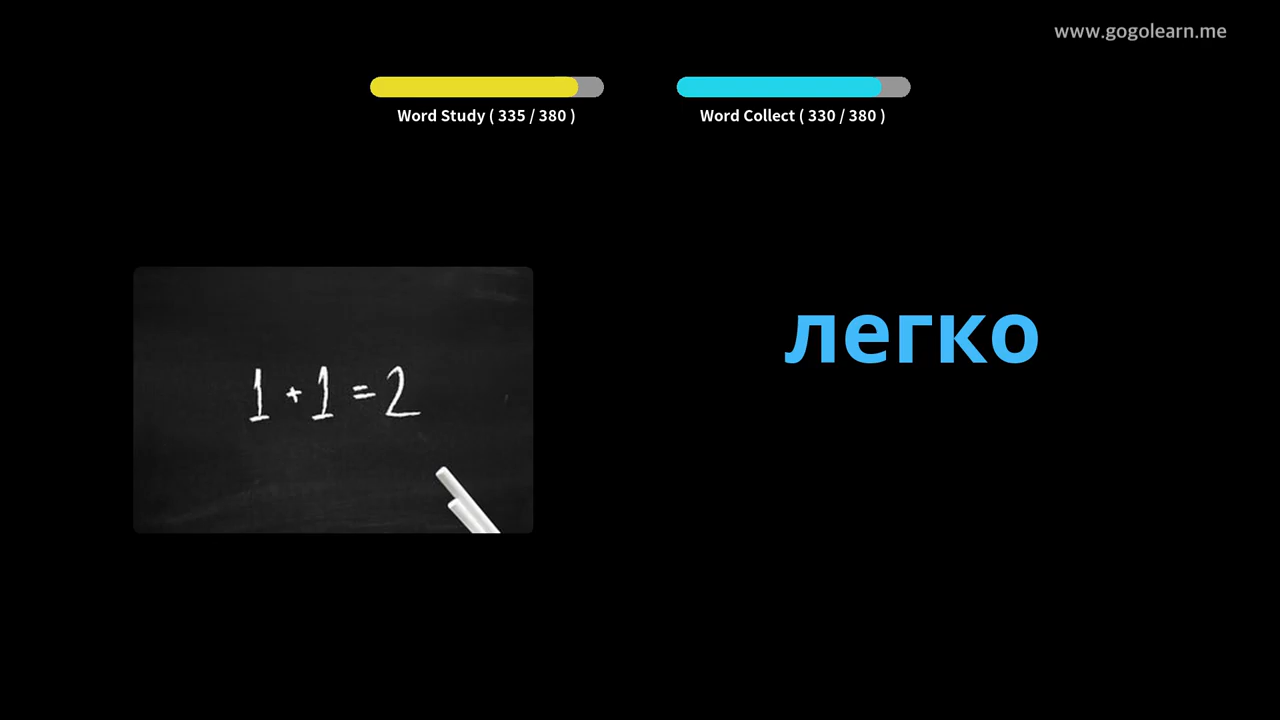 www.gogolearn.me
Word Study ( 335 / 380 )
Word Collect ( 330 / 380 )
легко
1 + 1 = 2